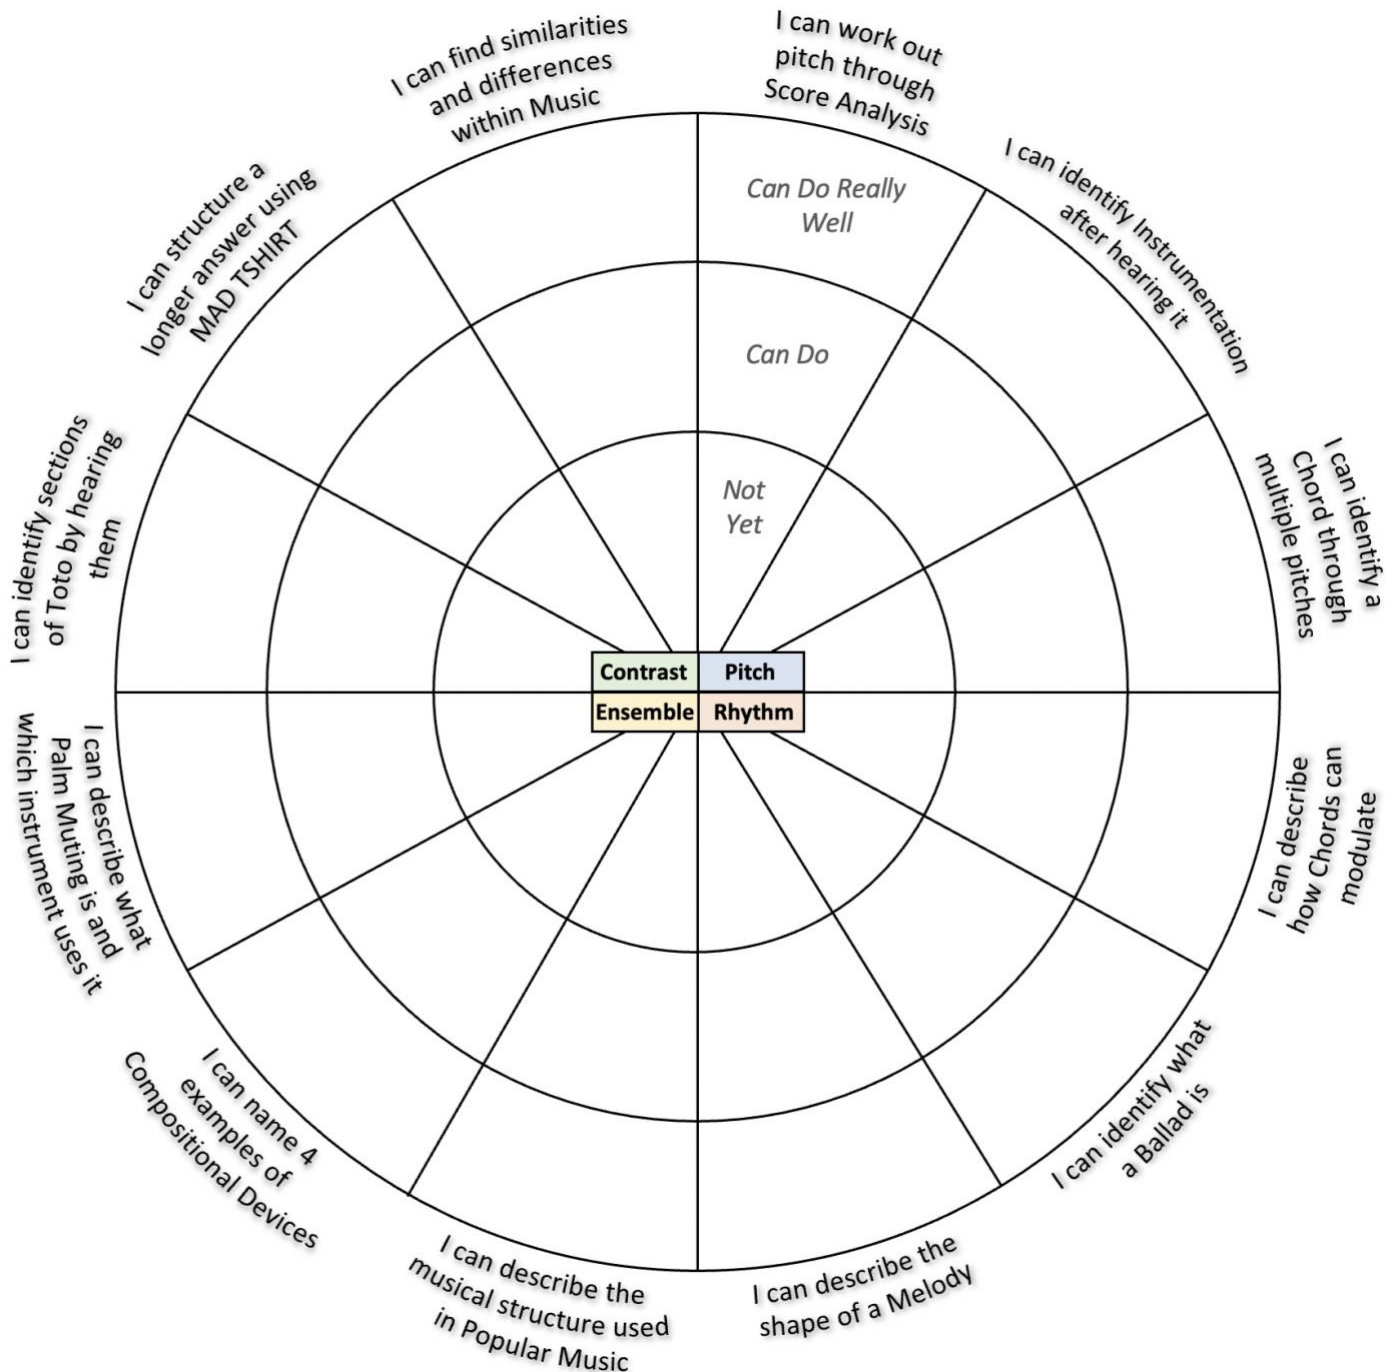 I can find similarities
and differences
within Music
I can work out
pitch through
Score Analysis
I can identify Instrumentation
after hearing it
I can identify a
Chord through
multiple pitches
I can describe
how Chords can
modulate
I can identify what
a Ballad is
I can describe the
shape of a Melody
I can describe the
musical structure used
in Popular Music
I can name 4
examples of
Compositional Devices
I can describe what
Palm Muting is and
which instrument uses it
I can identify sections
of Toto by hearing
them
I can structure a
longer answer using
MAD TSHIRT
Can Do Really
Well
Can Do
Not
Yet
Contrast
Pitch
Ensemble
Rhythm